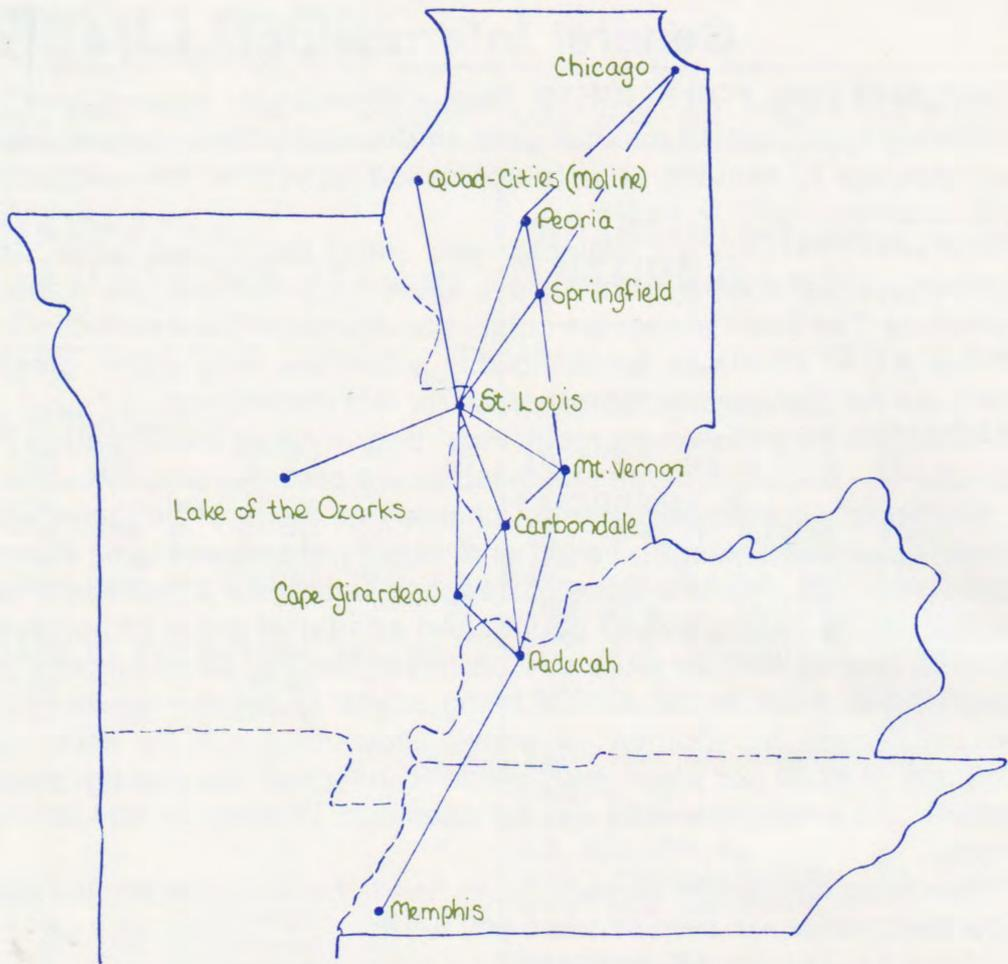 Chicago
Quad-Cities (Moline)
Peoria
Springfield
St. Louis
Mt. Vernon
Lake of the Ozarks
Carbondale
Cape Girardeau
Paducah
Memphis